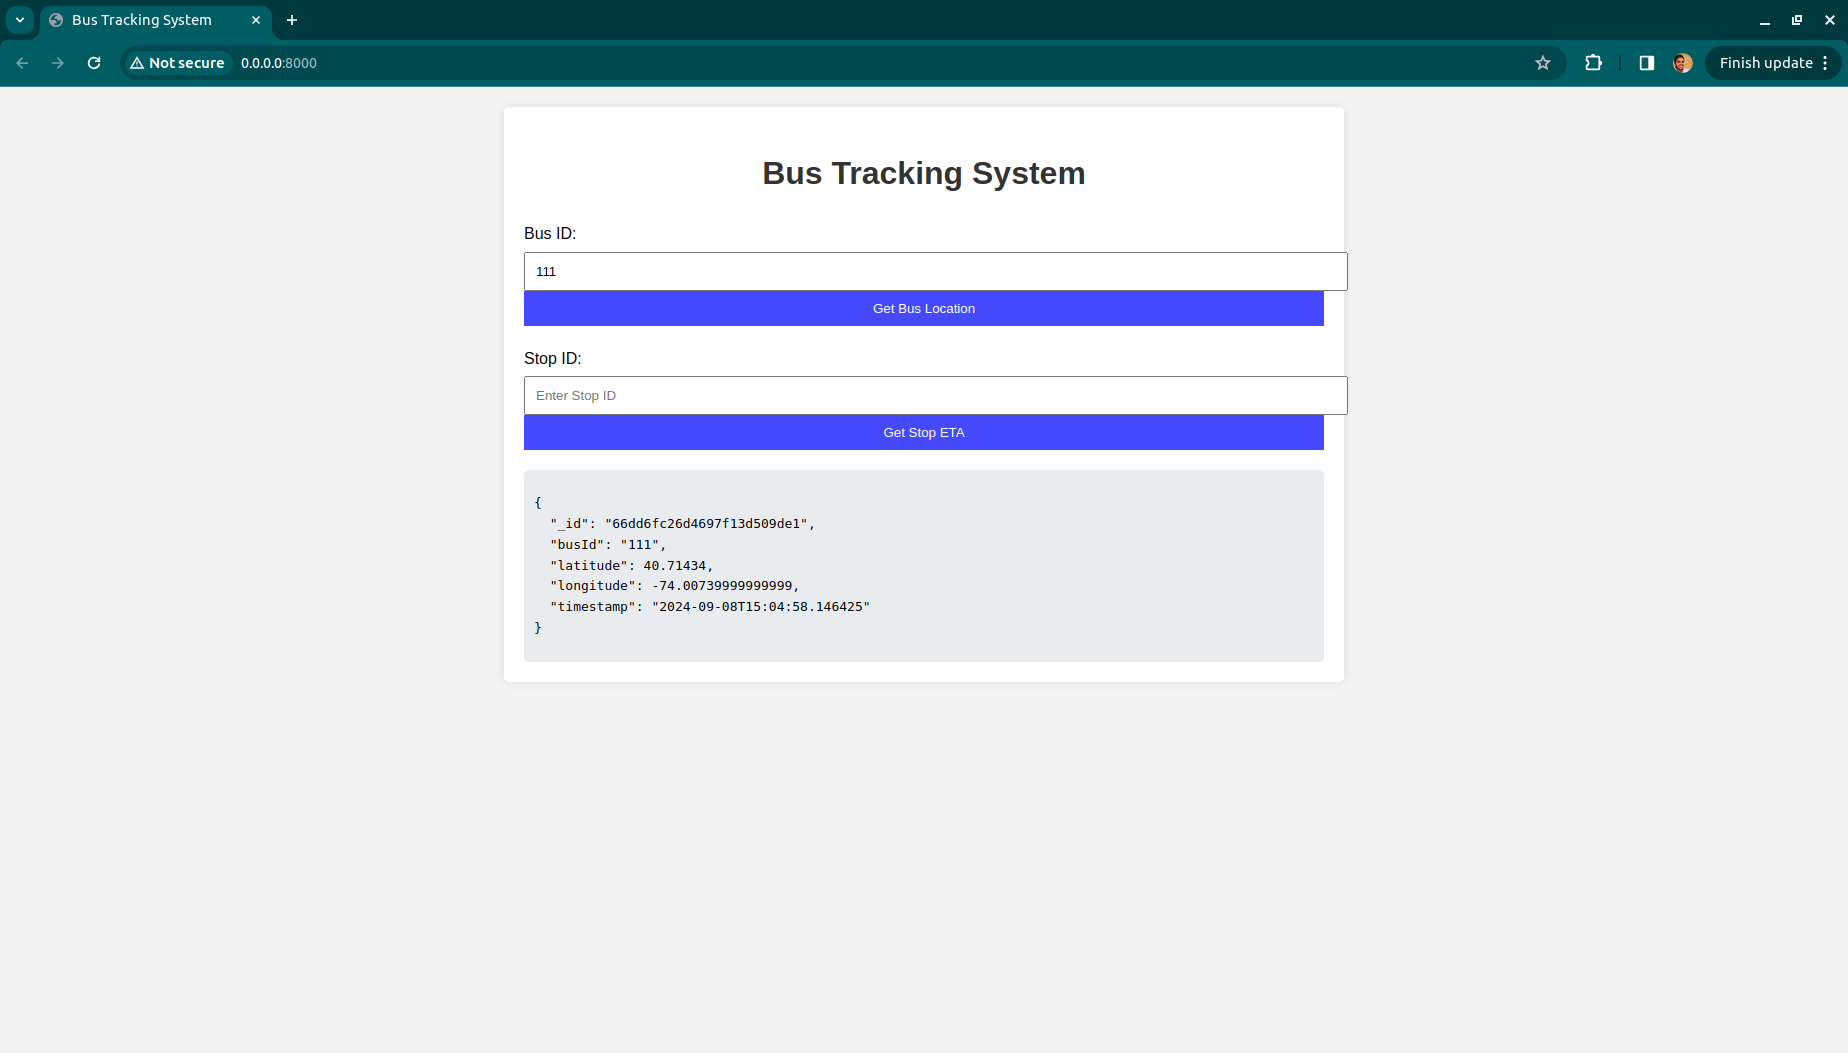 Bus Tracking System
Not secure 0.0.0.0:8000
Finish update
Bus Tracking System
Bus ID:
111
Get Bus Location
Stop ID:
Enter Stop ID
Get Stop ETA
{
"_id": "66dd6fc26d4697f13d509de1",
"busId": "111",
"latitude": 40.71434,
"longitude": -74.00739999999999,
"timestamp": "2024-09-08T15:04:58.146425"
}